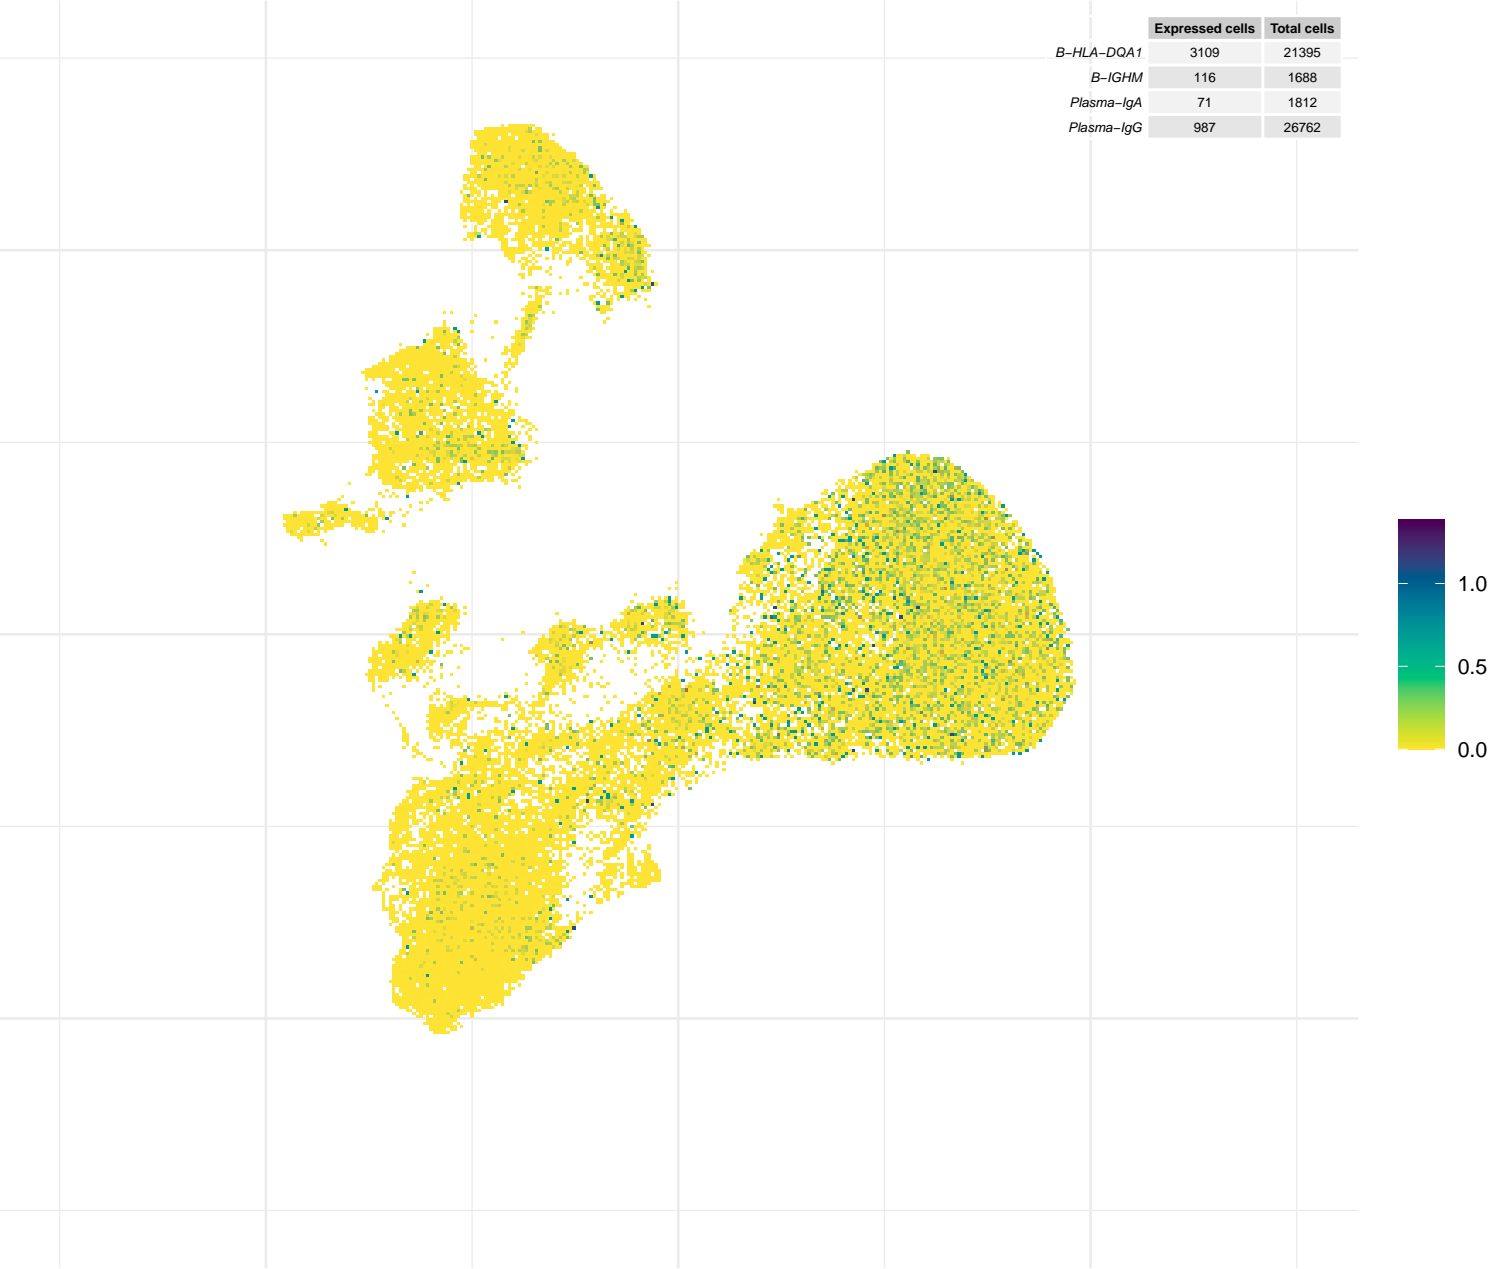 Expressed cells Total cells
B−HLA−DQA1 3109 21395
B−IGHM 116 1688
Plasma−IgA 71 1812
Plasma−IgG 987 26762
1.0
0.5
0.0